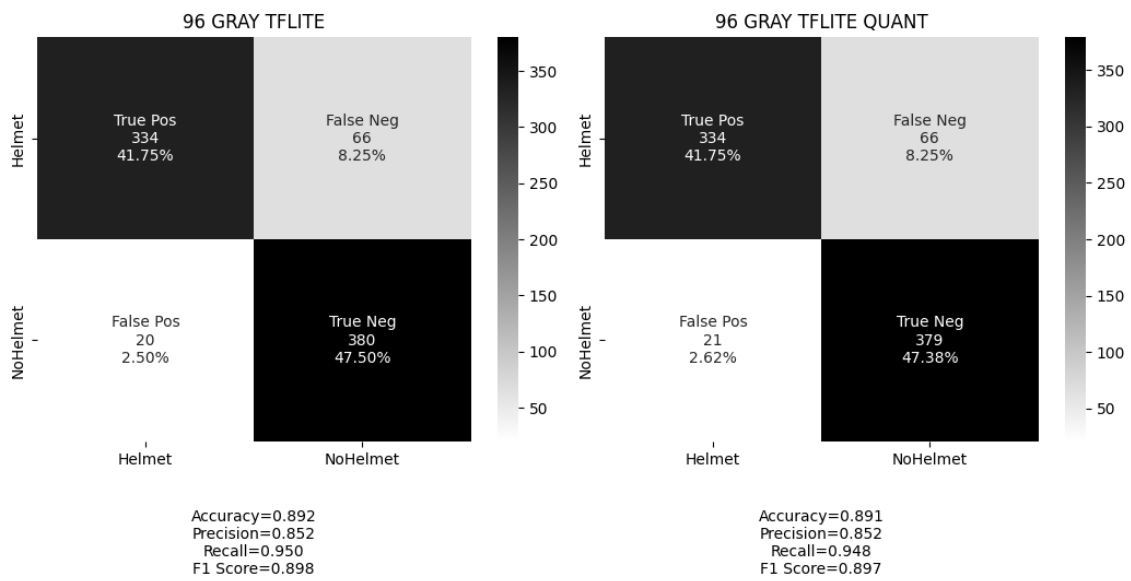 96 GRAY TFLITE
Helmet
NoHelmet
True Pos
334
41.75%
False Neg
66
8.25%
False Pos
20
2.50%
True Neg
380
47.50%
Helmet
NoHelmet
350
300
250
200
150
100
50
Accuracy=0.892
Precision=0.852
Recall=0.950
F1 Score=0.898
96 GRAY TFLITE QUANT
Helmet
NoHelmet
True Pos
334
41.75%
False Neg
66
8.25%
False Pos
21
2.62%
True Neg
379
47.38%
Helmet
NoHelmet
350
300
250
200
150
100
50
Accuracy=0.891
Precision=0.852
Recall=0.948
F1 Score=0.897